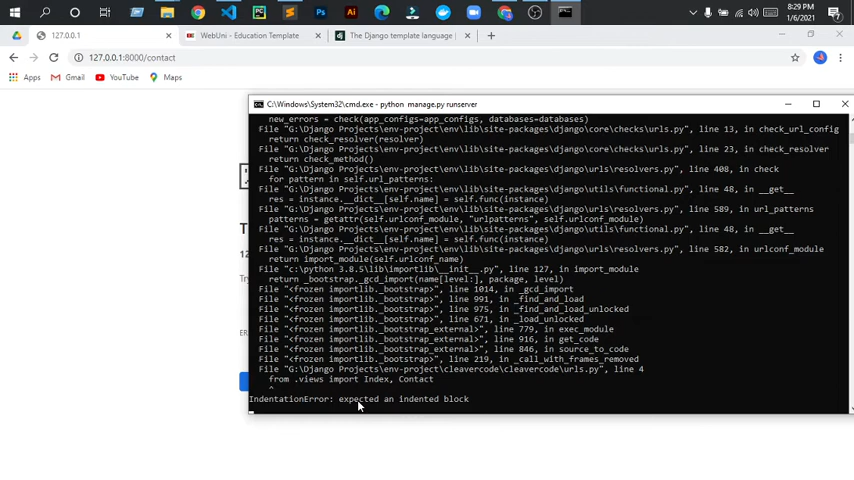 8:29 PM
1/6/2021
127.0.0.1
WebUni - Education Template
The Django template language |
127.0.0.1:8000/contact
Apps
Gmail
YouTube
Maps
C:\Windows\System32\cmd.exe - python manage.py runserver
new_errors = check(app_configs=app_configs, databases=databases)
File "G:\Django Projects\env-project\env\lib\site-packages\django\core\checks\urls.py", line 13, in check_url_config
return check_resolver(resolver)
File "G:\Django Projects\env-project\env\lib\site-packages\django\core\checks\urls.py", line 23, in check_resolver
return check_method()
File "G:\Django Projects\env-project\env\lib\site-packages\django\urls\resolvers.py", line 408, in check
for pattern in self.url_patterns:
File "G:\Django Projects\env-project\env\lib\site-packages\django\utils\functional.py", line 48, in __get__
res = instance.__dict__[self.name] = self.func(instance)
File "G:\Django Projects\env-project\env\lib\site-packages\django\urls\resolvers.py", line 589, in url_patterns
patterns = getattr(self.urlconf_module, "urlpatterns", self.urlconf_module)
File "G:\Django Projects\env-project\env\lib\site-packages\django\utils\functional.py", line 48, in __get__
res = instance.__dict__[self.name] = self.func(instance)
File "G:\Django Projects\env-project\env\lib\site-packages\django\urls\resolvers.py", line 582, in urlconf_module
return import_module(self.urlconf_name)
File "c:\python 3.8.5\lib\importlib\__init__.py", line 127, in import_module
return _bootstrap._gcd_import(name[level:], package, level)
File "<frozen importlib._bootstrap>", line 1014, in _gcd_import
File "<frozen importlib._bootstrap>", line 991, in _find_and_load
File "<frozen importlib._bootstrap>", line 975, in _find_and_load_unlocked
File "<frozen importlib._bootstrap>", line 671, in _load_unlocked
File "<frozen importlib._bootstrap_external>", line 779, in exec_module
File "<frozen importlib._bootstrap_external>", line 916, in get_code
File "<frozen importlib._bootstrap_external>", line 846, in source_to_code
File "<frozen importlib._bootstrap>", line 219, in _call_with_frames_removed
File "G:\Django Projects\env-project\cleavercode\cleavercode\urls.py", line 4
from .views import Index, Contact
^
IndentationError: expected an indented block